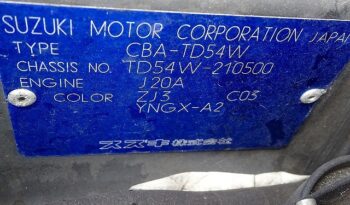 SUZUKI MOTOR CORPORATION JAPAN
TYPE CBA-TD54W
CHASSIS NO. TD54W-210500
ENGINE J20A
COLOR ZJ3 C03
YNGX-A2
スズキ株式会社